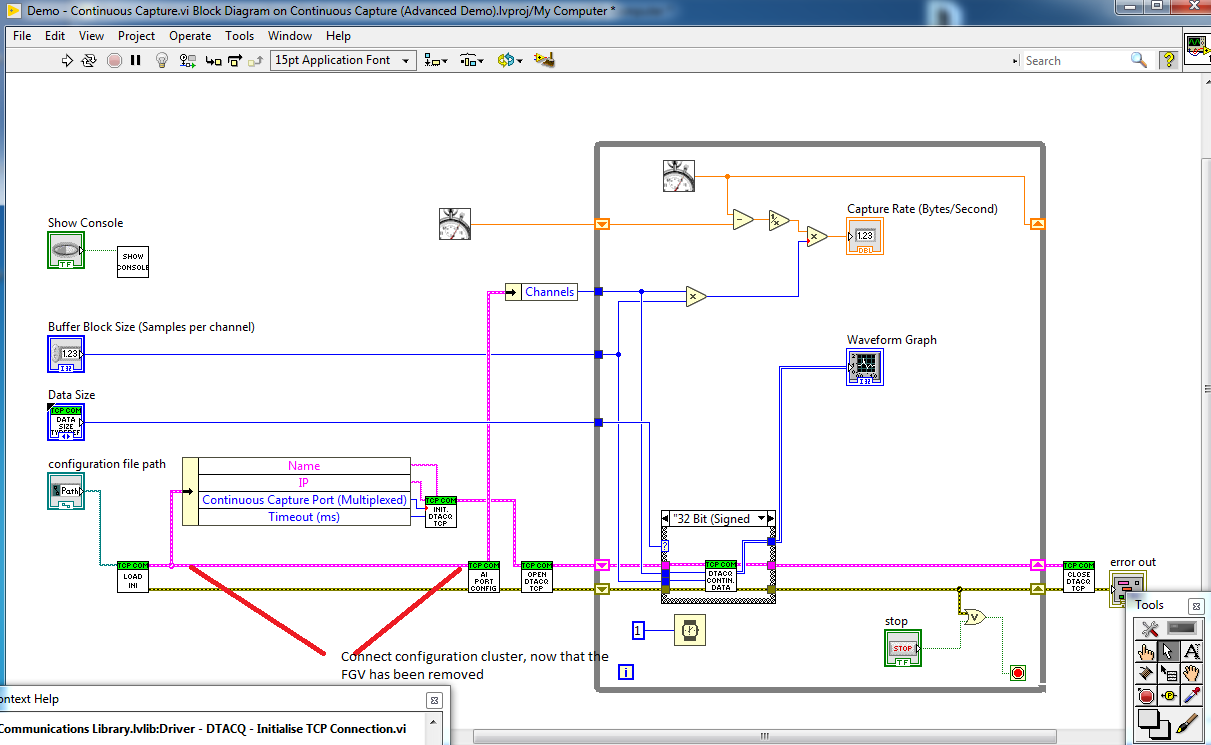 Demo - Continuous Capture.vi Block Diagram on Continuous Capture (Advanced Demo).lvproj/My Computer *
File Edit View Project Operate Tools Window Help
15pt Application Font
Search
?
Show Console
TF
SHOW
CONSOLE
Capture Rate (Bytes/Second)
1.23
DBL
Channels
Buffer Block Size (Samples per channel)
1.23
I32
Waveform Graph
I32
Data Size
TCP COM
DATA
SIZE
TYPEDEF
configuration file path
Path
Name
IP
Continuous Capture Port (Multiplexed)
Timeout (ms)
TCP COM
INIT.
DTACQ
TCP
"32 Bit (Signed
TCP COM
LOAD
INI
TCP COM
AI
PORT
CONFIG
TCP COM
OPEN
DTACQ
TCP
TCP COM
DTACQ
CONTIN.
DATA
TCP COM
CLOSE
DTACQ
TCP
error out
1
stop
STOP
TF
i
Connect configuration cluster, now that the
FGV has been removed
Tools
A
ontext Help
Communications Library.lvlib:Driver - DTACQ - Initialise TCP Connection.vi